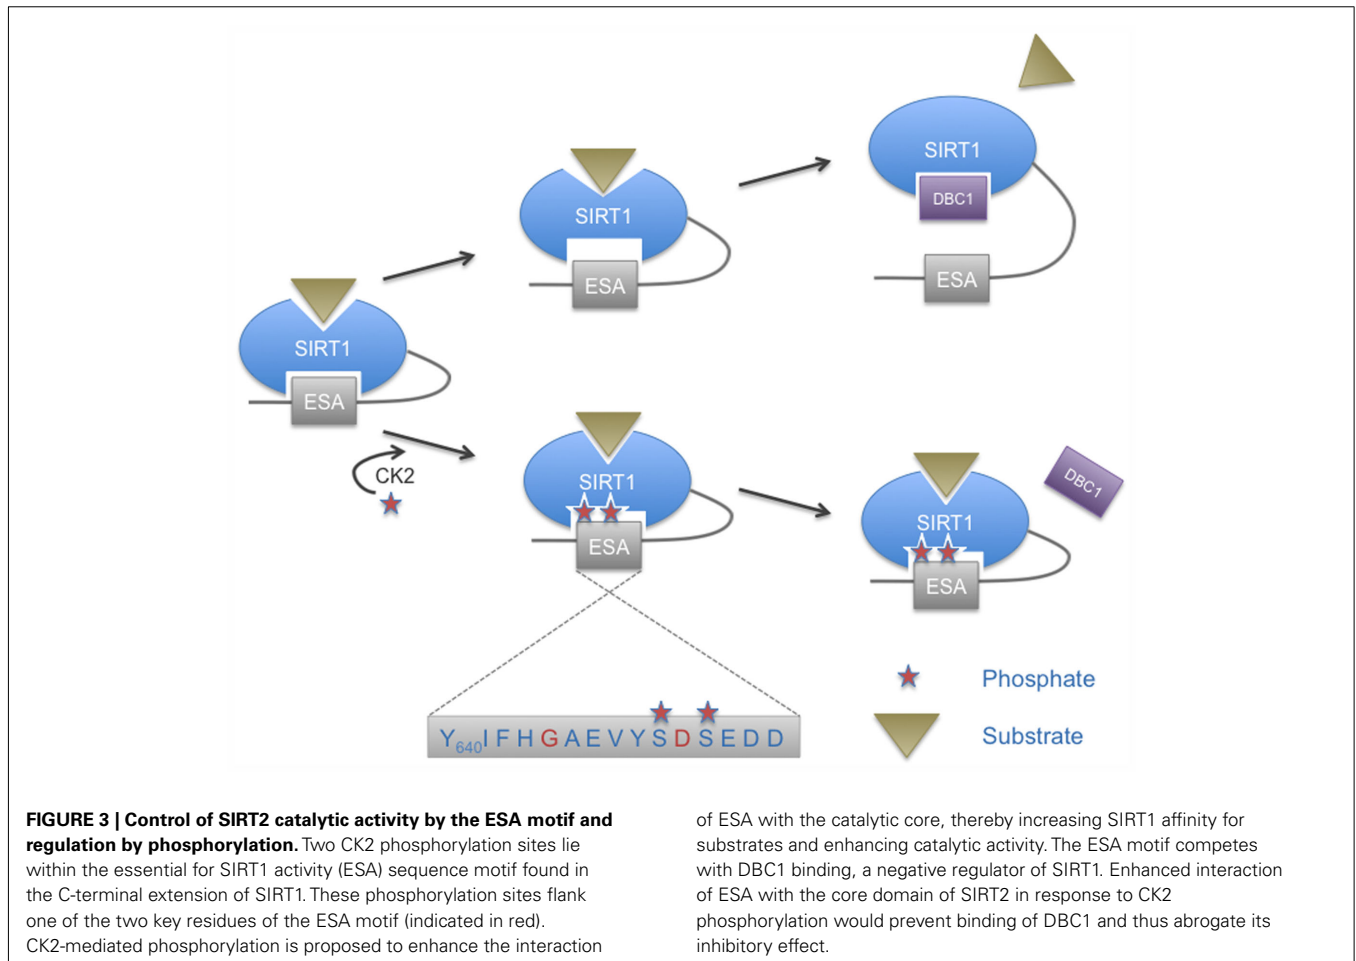 SIRT1
DBC1
ESA
SIRT1
ESA
SIRT1
ESA
CK2
SIRT1
ESA
DBC1
SIRT1
ESA
Phosphate
Substrate
Y640IFHGAEVYSDSEDD
FIGURE 3 | Control of SIRT2 catalytic activity by the ESA motif and
regulation by phosphorylation. Two CK2 phosphorylation sites lie
within the essential for SIRT1 activity (ESA) sequence motif found in
the C-terminal extension of SIRT1. These phosphorylation sites flank
one of the two key residues of the ESA motif (indicated in red).
CK2-mediated phosphorylation is proposed to enhance the interaction
of ESA with the catalytic core, thereby increasing SIRT1 affinity for
substrates and enhancing catalytic activity. The ESA motif competes
with DBC1 binding, a negative regulator of SIRT1. Enhanced interaction
of ESA with the core domain of SIRT2 in response to CK2
phosphorylation would prevent binding of DBC1 and thus abrogate its
inhibitory effect.